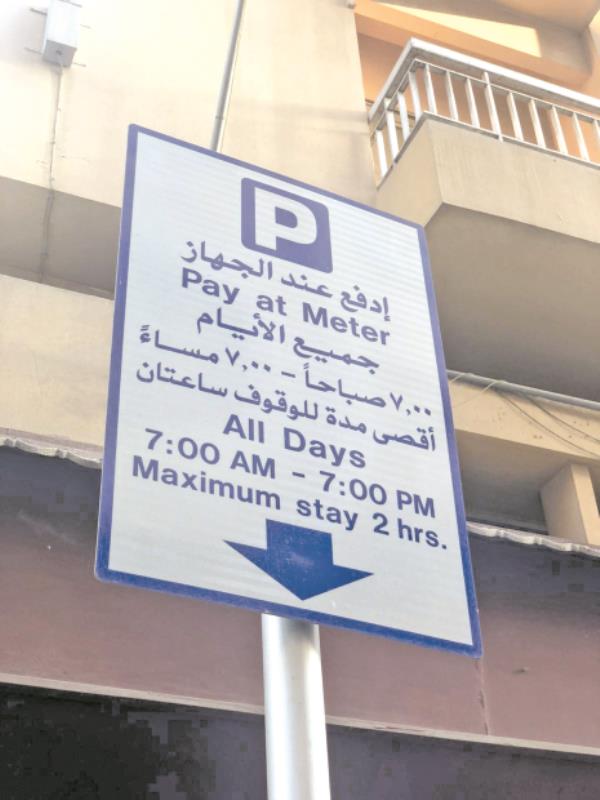 P
إدفع عند الجهاز
Pay at Meter
جميع الأيام
٧,٠٠ صباحاً - ٧,٠٠ مساءً
أقصى مدة للوقوف ساعتان
All Days
7:00 AM - 7:00 PM
Maximum stay 2 hrs.